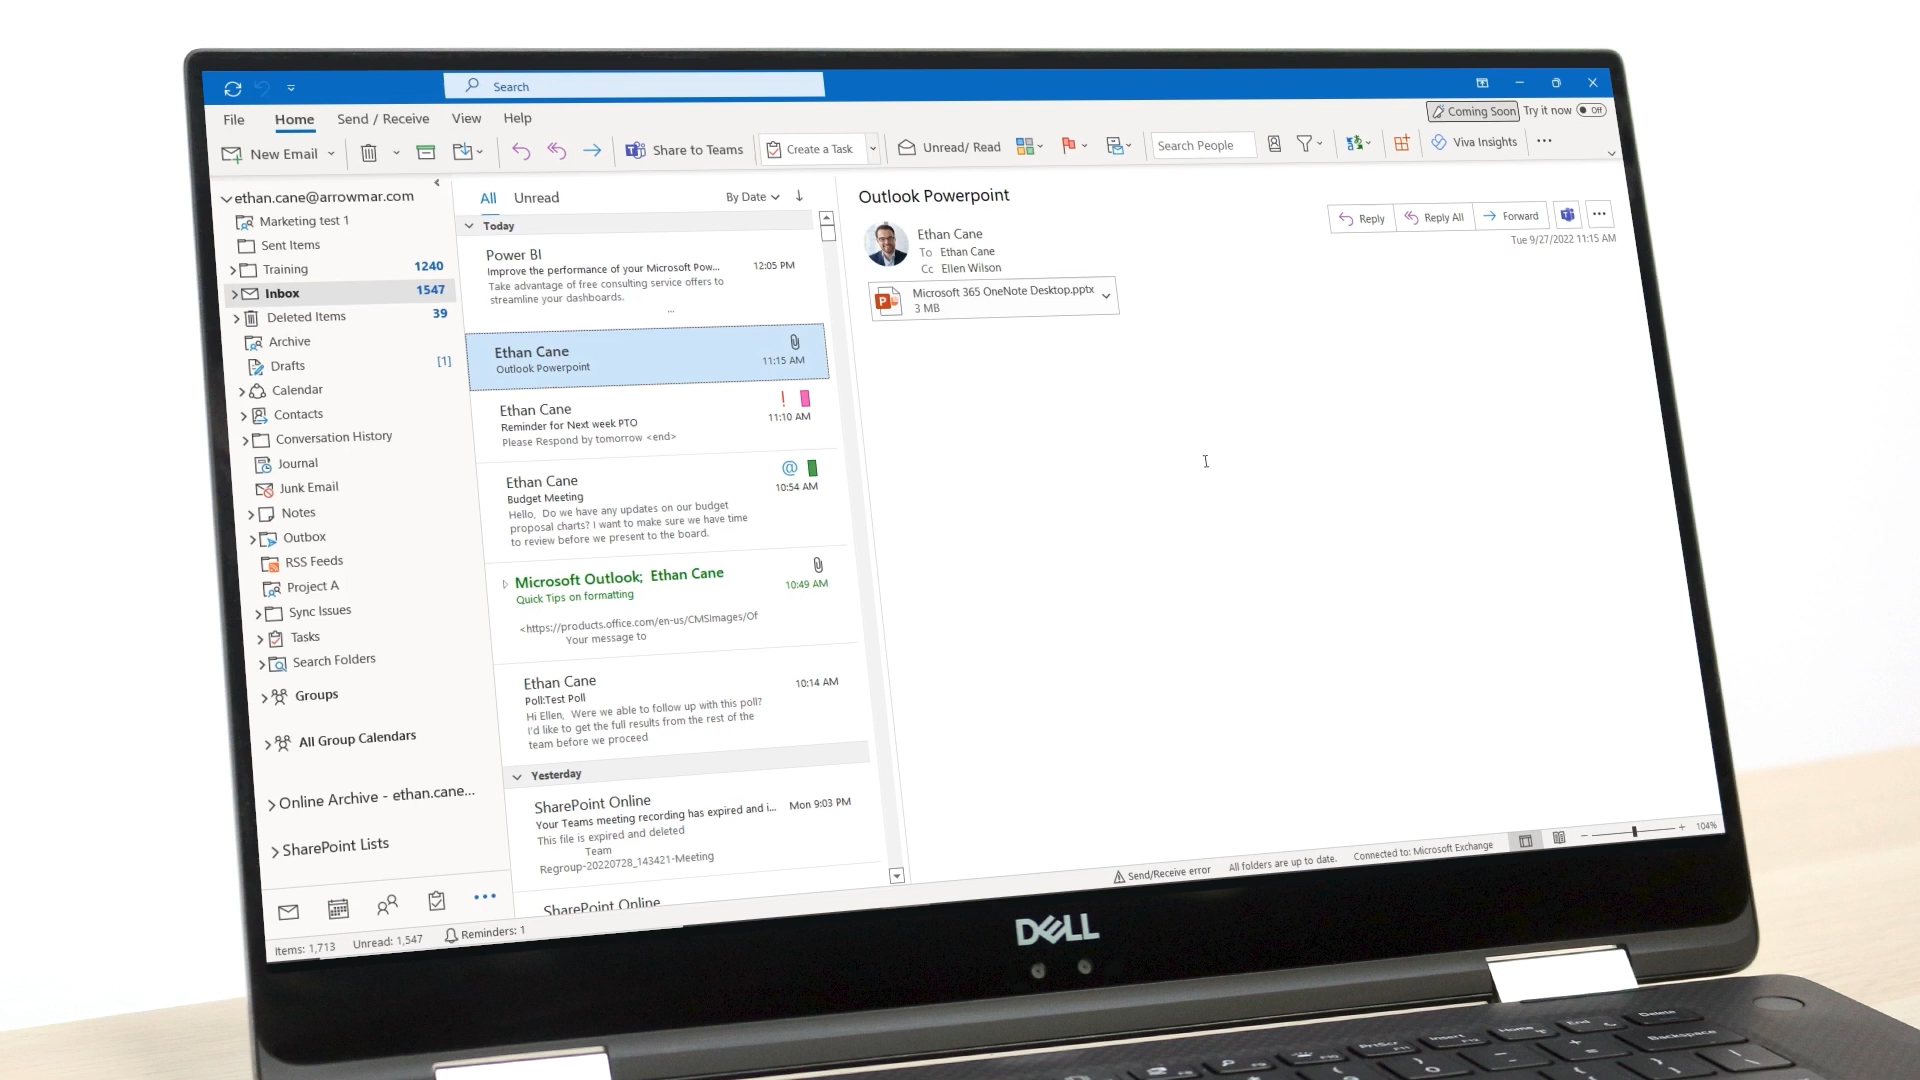 Search
File Home Send / Receive View Help
Coming Soon Try it now Off
New Email Share to Teams Create a Task Unread/ Read Search People Viva Insights
ethan.cane@arrowmar.com
Marketing test 1
Sent Items
Training 1240
Inbox 1547
Deleted Items 39
Archive
Drafts [1]
Calendar
Contacts
Conversation History
Journal
Junk Email
Notes
Outbox
RSS Feeds
Project A
Sync Issues
Tasks
Search Folders
Groups
All Group Calendars
Online Archive - ethan.cane...
SharePoint Lists
Items: 1,713 Unread: 1,547 Reminders: 1
All Unread By Date
Today
Power BI
Improve the performance of your Microsoft Pow... 12:05 PM
Take advantage of free consulting service offers to
streamline your dashboards.
...
Ethan Cane
Outlook Powerpoint 11:15 AM
Ethan Cane
Reminder for Next week PTO 11:10 AM
Please Respond by tomorrow <end>
Ethan Cane
Budget Meeting 10:54 AM
Hello, Do we have any updates on our budget
proposal charts? I want to make sure we have time
to review before we present to the board.
Microsoft Outlook; Ethan Cane
Quick Tips on formatting 10:49 AM
<https://products.office.com/en-us/CMSImages/Of
Your message to
Ethan Cane
Poll:Test Poll 10:14 AM
Hi Ellen, Were we able to follow up with this poll?
I'd like to get the full results from the rest of the
team before we proceed
Yesterday
SharePoint Online
Your Teams meeting recording has expired and i... Mon 9:03 PM
This file is expired and deleted
Team
Regroup-20220728_143421-Meeting
SharePoint Online
Outlook Powerpoint
Reply Reply All Forward
Tue 9/27/2022 11:15 AM
Ethan Cane
To Ethan Cane
Cc Ellen Wilson
Microsoft 365 OneNote Desktop.pptx
3 MB
Send/Receive error All folders are up to date. Connected to: Microsoft Exchange 104%
DELL
PrtScr Insert Home End Delete
Backspace